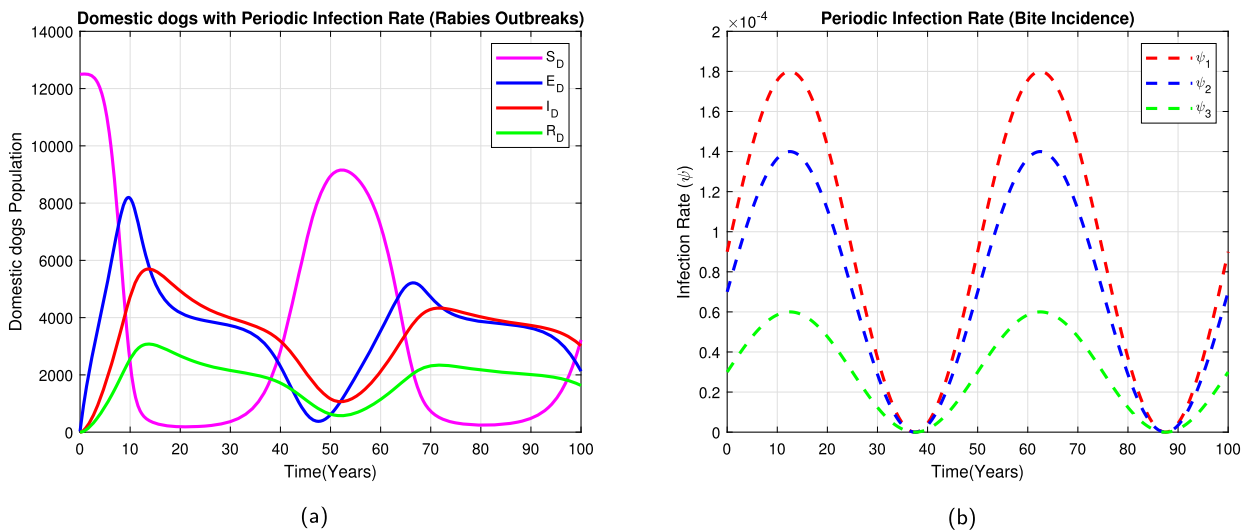 Domestic dogs with Periodic Infection Rate (Rabies Outbreaks)
14000
12000
10000
8000
6000
4000
2000
0
Domestic dogs Population
S_D
E_D
I_D
R_D
0 10 20 30 40 50 60 70 80 90 100
Time(Years)
(a)
Periodic Infection Rate (Bite Incidence)
×10^-4
2
1.8
1.6
1.4
1.2
1
0.8
0.6
0.4
0.2
0
Infection Rate (ψ)
ψ_1
ψ_2
ψ_3
0 10 20 30 40 50 60 70 80 90 100
Time(Years)
(b)